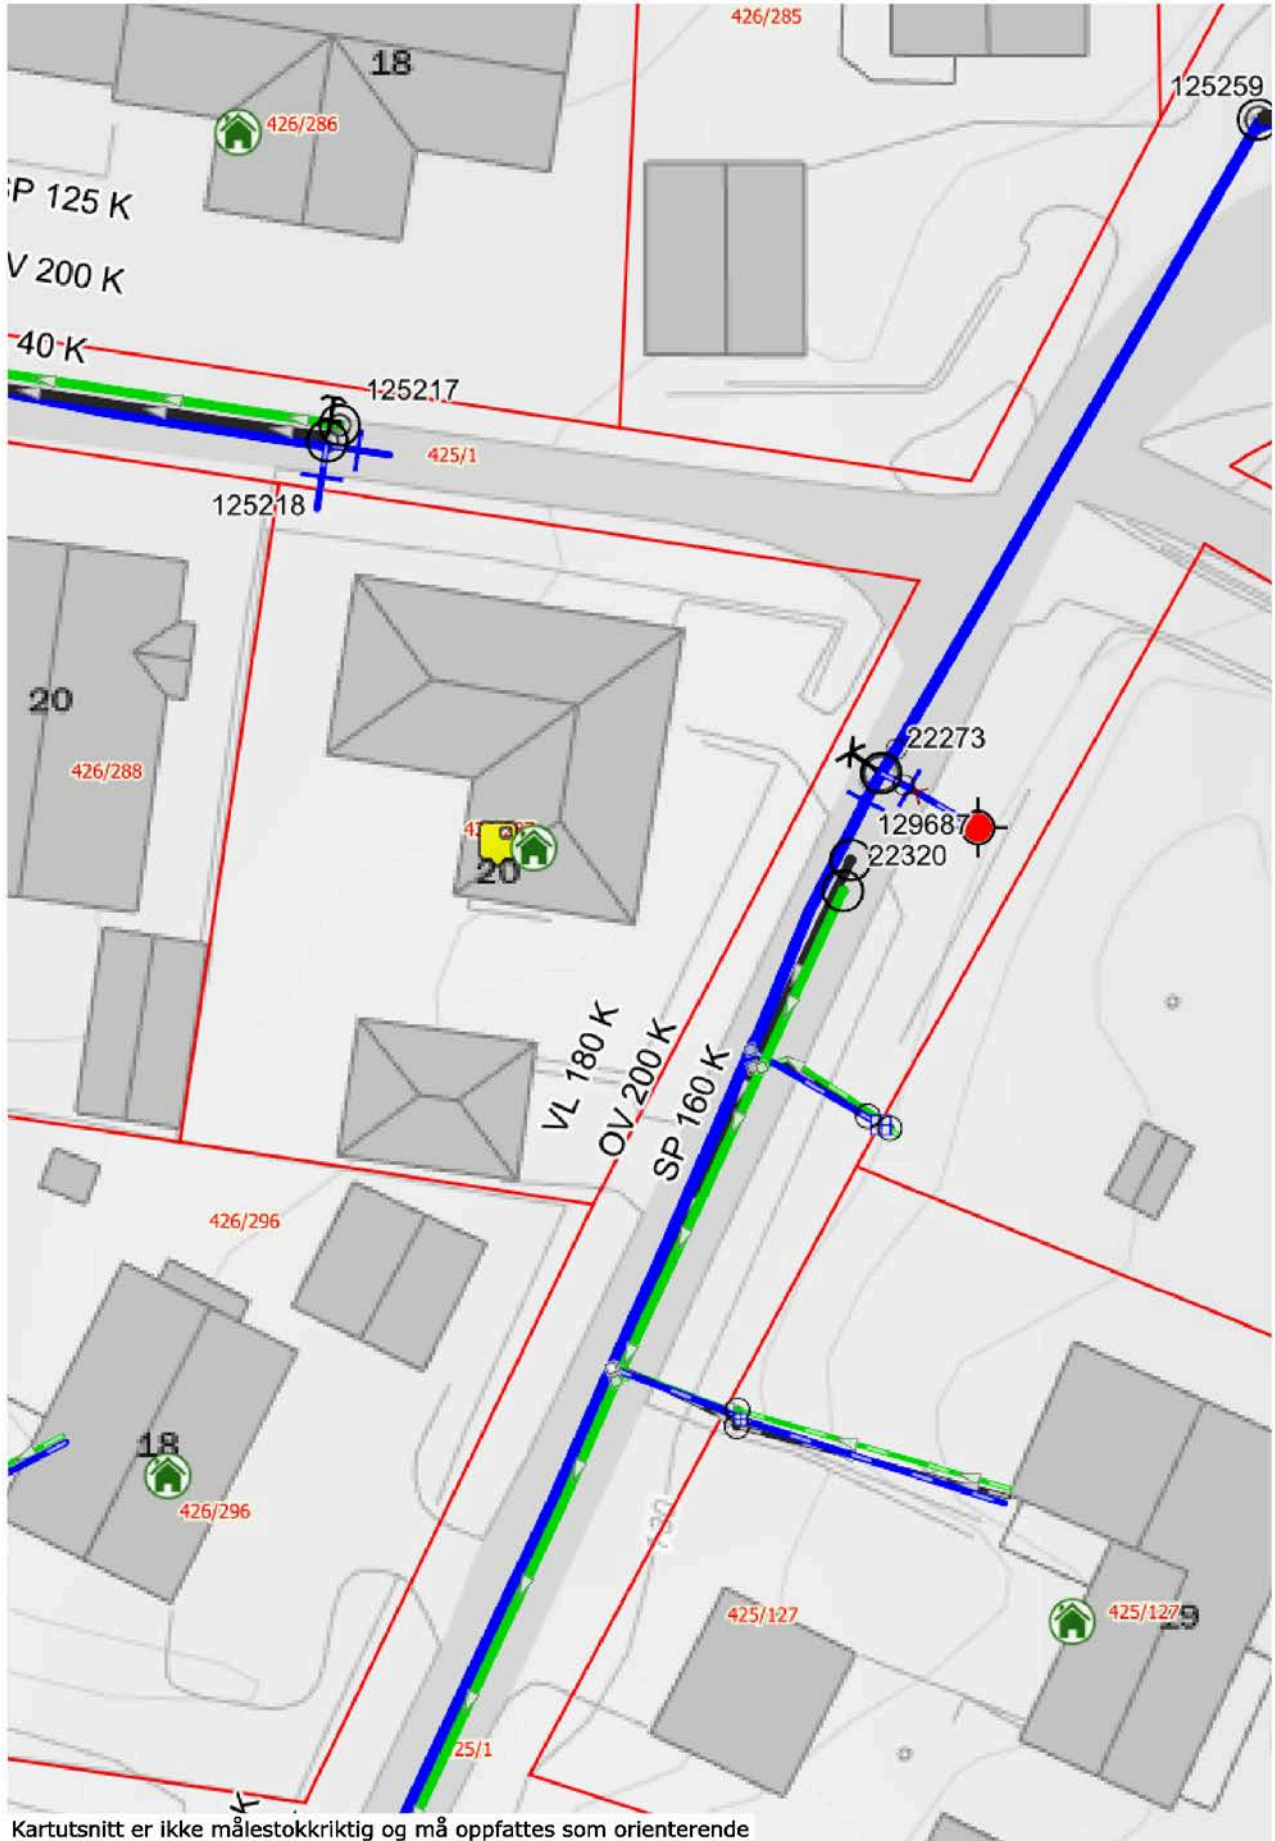 426/285
18
125259
426/286
SP 125 K
V 200 K
40 K
125217
425/1
125218
20
426/288
22273
129687
22320
20
VL 180 K
OV 200 K
SP 160 K
426/296
18
426/296
425/127
425/127
19
25/1
K
Kartutsnitt er ikke målestokkriktig og må oppfattes som orienterende